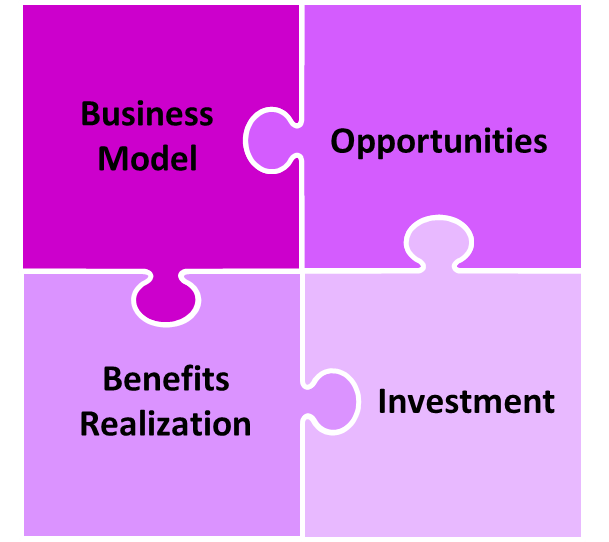 Business
Model
Opportunities
Benefits
Realization
Investment